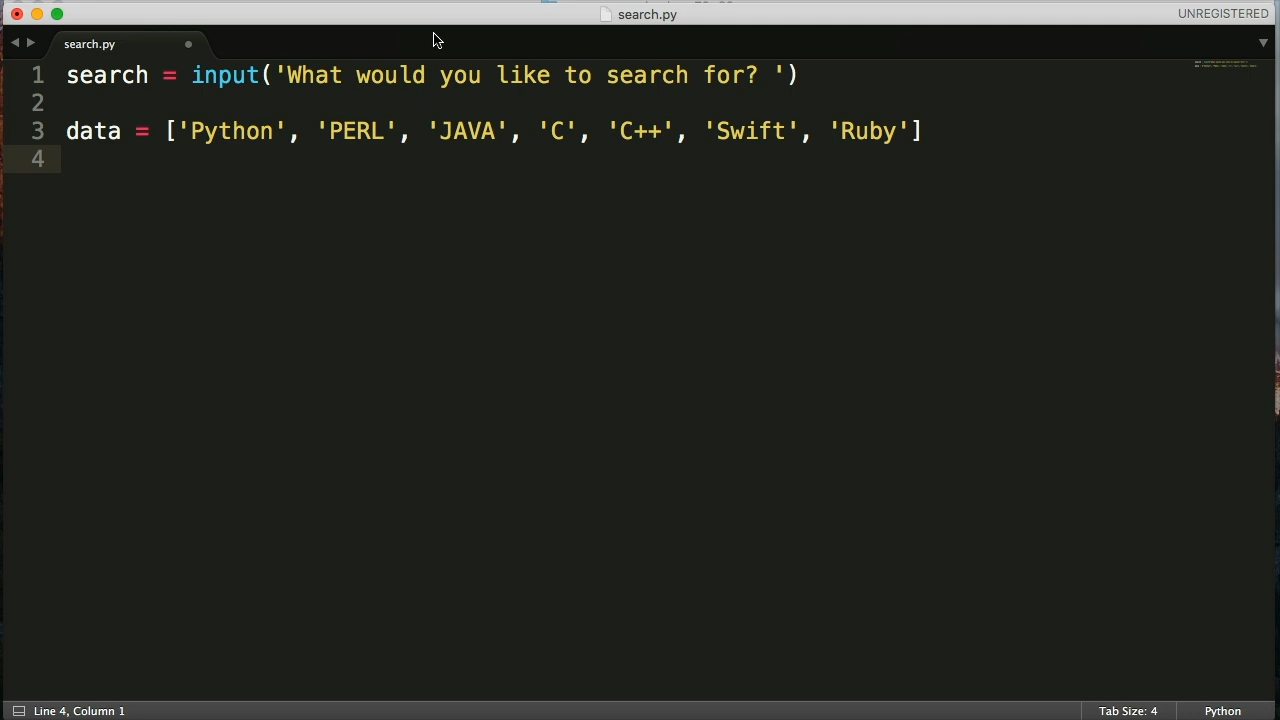 search.py
UNREGISTERED
search.py
1 search = input('What would you like to search for? ')
2
3 data = ['Python', 'PERL', 'JAVA', 'C', 'C++', 'Swift', 'Ruby']
4
Line 4, Column 1
Tab Size: 4
Python